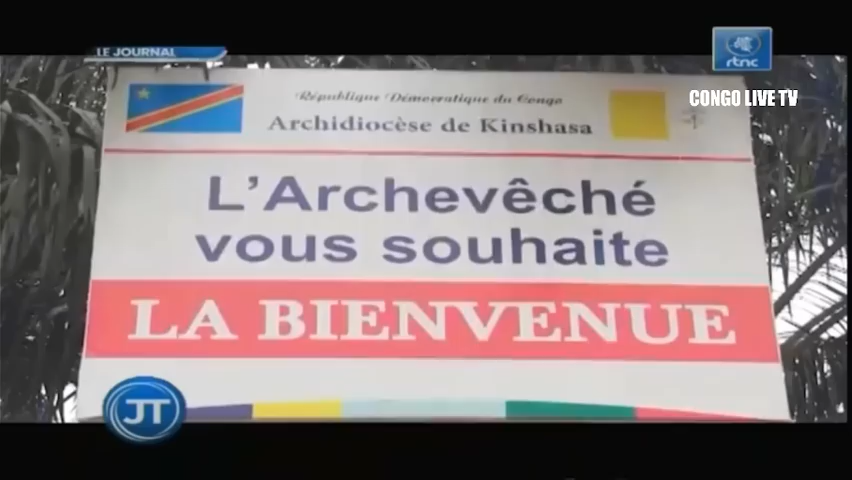 LE JOURNAL
rtnc
CONGO LIVE TV
République Démocratique du Congo
Archidiocèse de Kinshasa
L'Archevêché
vous souhaite
LA BIENVENUE
JT